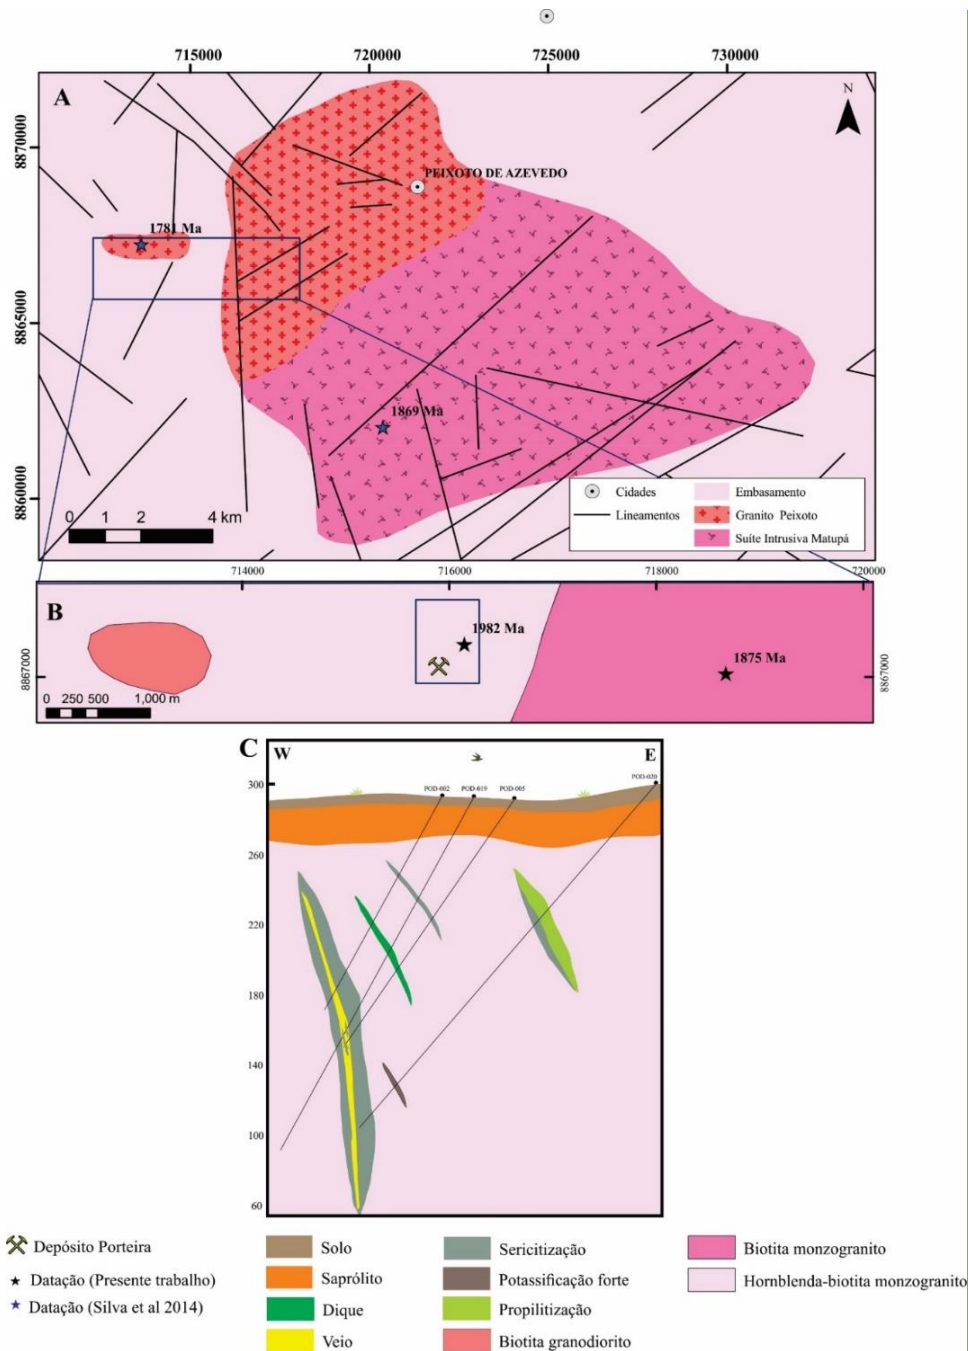 715000 720000 725000 730000
A
N
8870000
PEIXOTO DE AZEVEDO
1781 Ma
8865000
1869 Ma
8860000
0 1 2 4 km
Cidades
Lineamentos
Embasamento
Granito Peixoto
Suíte Intrusiva Matupá
714000 716000 718000 720000
B
1982 Ma
1875 Ma
8867000
8867000
0 250 500 1,000 m
C
W
E
POD-002 POD-019 POD-005 POD-020
300
260
220
180
140
100
60
Depósito Porteira
Datação (Presente trabalho)
Datação (Silva et al 2014)
Solo
Saprólito
Dique
Veio
Sericitização
Potassificação forte
Propilitização
Biotita granodiorito
Biotita monzogranito
Hornblenda-biotita monzogranito